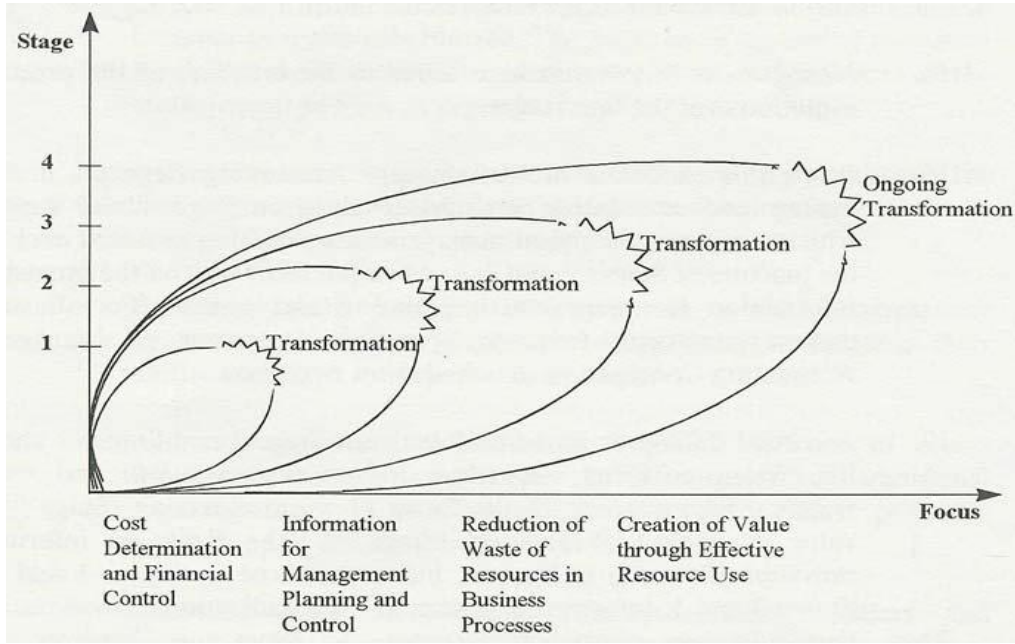 Stage
4
Ongoing
Transformation
3
Transformation
2
Transformation
1
Transformation
Focus
Cost
Determination
and Financial
Control
Information
for
Management
Planning and
Control
Reduction of
Waste of
Resources in
Business
Processes
Creation of Value
through Effective
Resource Use